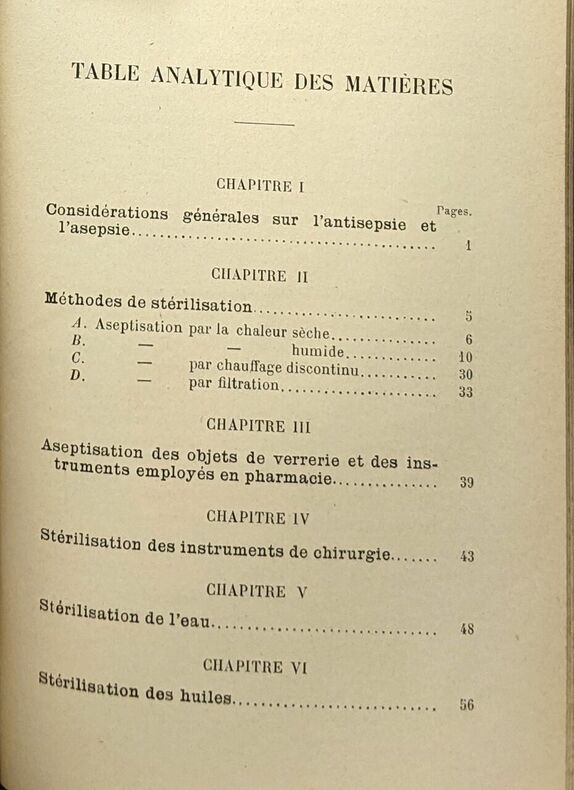 TABLE ANALYTIQUE DES MATIÈRES
CHAPITRE I
Pages.
Considérations générales sur l'antisepsie et
l'asepsie........................................ 1
CHAPITRE II
Méthodes de stérilisation........................ 5
A. Aseptisation par la chaleur sèche............. 6
B. — — humide............. 10
C. — par chauffage discontinu........... 30
D. — par filtration...................... 33
CHAPITRE III
Aseptisation des objets de verrerie et des ins-
truments employés en pharmacie.............. 39
CHAPITRE IV
Stérilisation des instruments de chirurgie....... 43
CHAPITRE V
Stérilisation de l'eau............................ 48
CHAPITRE VI
Stérilisation des huiles.......................... 56